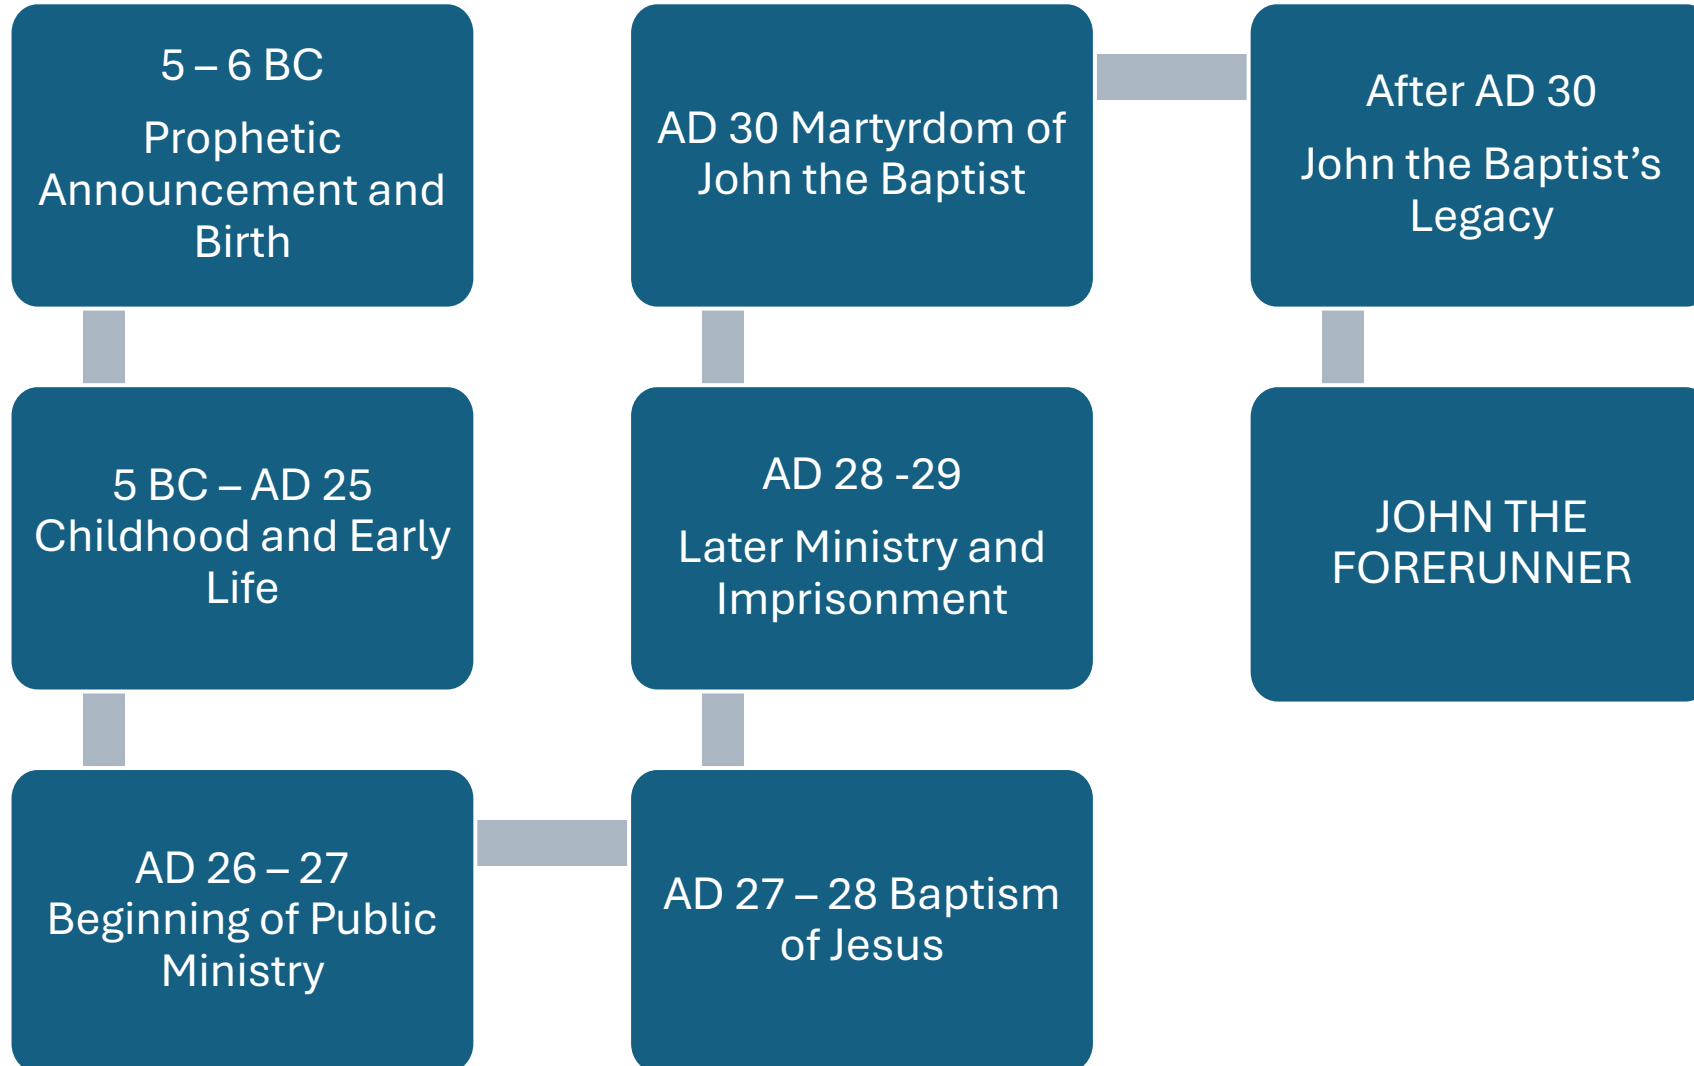 5 – 6 BC
Prophetic
Announcement and
Birth
5 BC – AD 25
Childhood and Early
Life
AD 26 – 27
Beginning of Public
Ministry
AD 27 – 28 Baptism
of Jesus
AD 28 -29
Later Ministry and
Imprisonment
AD 30 Martyrdom of
John the Baptist
After AD 30
John the Baptist’s
Legacy
JOHN THE
FORERUNNER